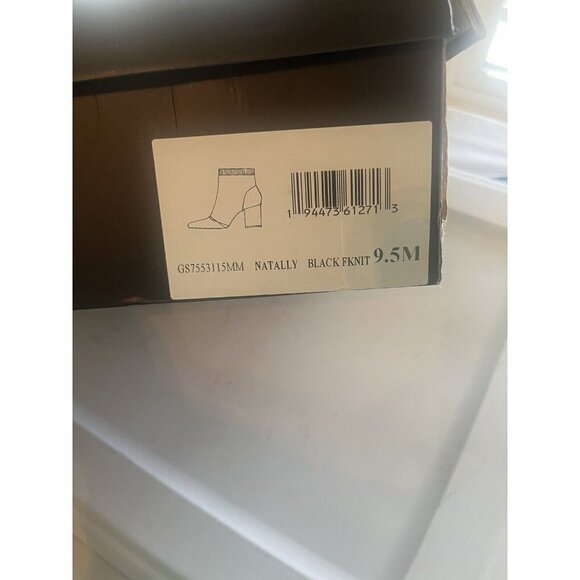 1 94473 61271 3
GS7553115MM NATALLY BLACK FKNIT 9.5M